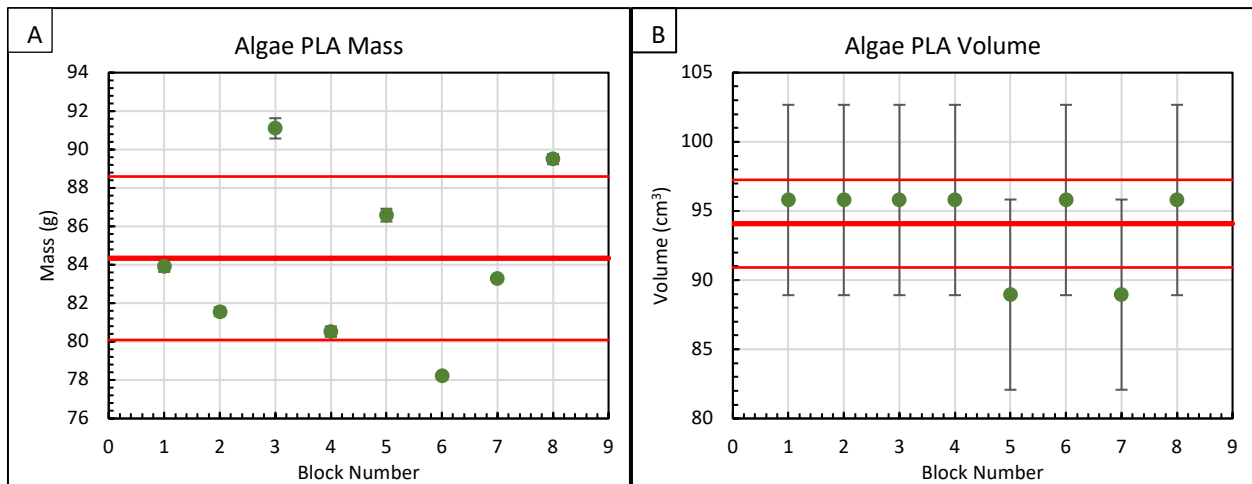 A
Algae PLA Mass
94
92
90
88
86
84
82
80
78
76
Mass (g)
0 1 2 3 4 5 6 7 8 9
Block Number
B
Algae PLA Volume
105
100
95
90
85
80
Volume (cm³)
0 1 2 3 4 5 6 7 8 9
Block Number